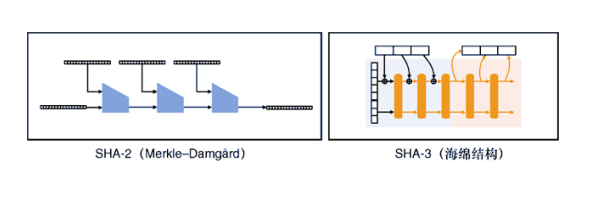 SHA-2（Merkle–Damgård）
SHA-3（海绵结构）